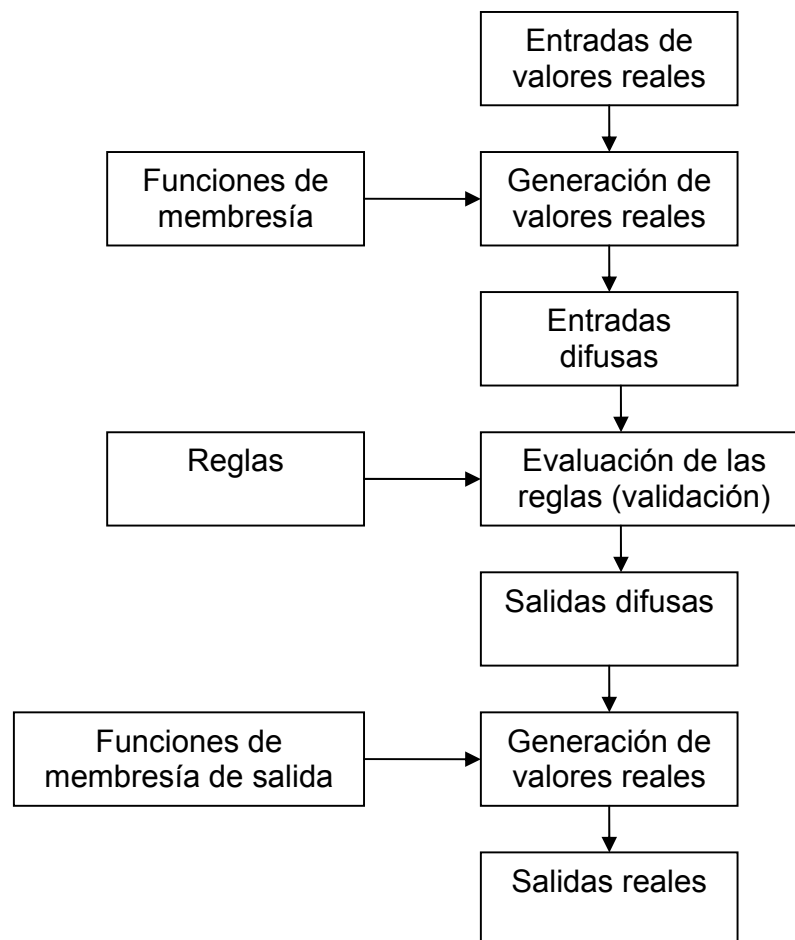 Entradas de
valores reales
Funciones de
membresía
Generación de
valores reales
Entradas
difusas
Reglas
Evaluación de las
reglas (validación)
Salidas difusas
Funciones de
membresía de salida
Generación de
valores reales
Salidas reales